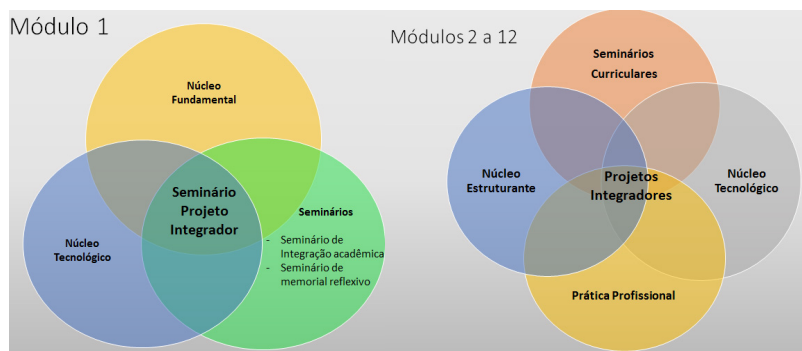 Módulo 1
Núcleo
Fundamental
Núcleo
Tecnológico
Seminário
Projeto
Integrador
Seminários
- Seminário de
Integração acadêmica
- Seminário de
memorial reflexivo
Módulos 2 a 12
Seminários
Curriculares
Núcleo
Estruturante
Projetos
Integradores
Núcleo
Tecnológico
Prática Profissional